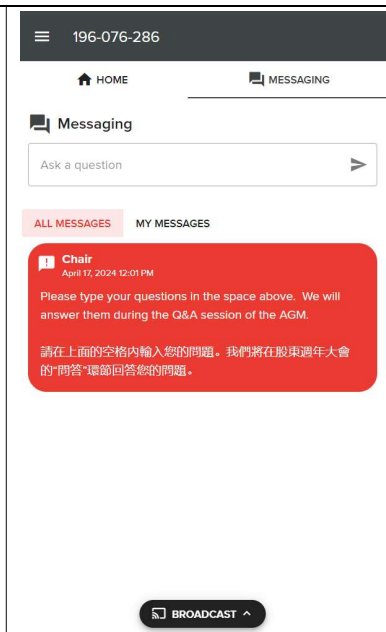 196-076-286
HOME
MESSAGING
Messaging
Ask a question
ALL MESSAGES
MY MESSAGES
Chair
April 17, 2024 12:01 PM
Please type your questions in the space above. We will
answer them during the Q&A session of the AGM.
請在上面的空格內輸入您的問題。我們將在股東週年大會
的“問答”環節回答您的問題。
BROADCAST